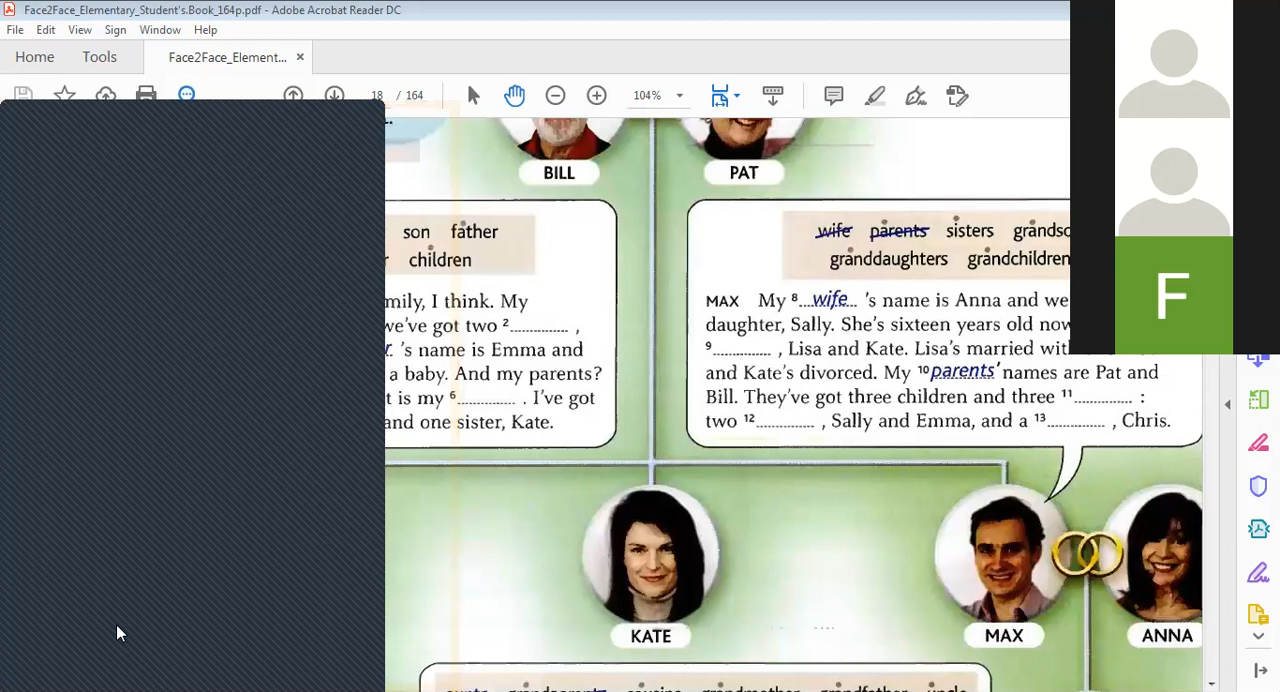 Face2Face_Elementary_Student's.Book_164p.pdf - Adobe Acrobat Reader DC
File Edit View Sign Window Help
Home Tools Face2Face_Element... ×
18 / 164 104%
BILL PAT
son father
children
wife parents sisters
granddaughters grandchildren
mily, I think. My
we've got two 2.............. ,
r. 's name is Emma and
a baby. And my parents?
t is my 6.............. . I've got
and one sister, Kate.
MAX My 8...wife... 's name is Anna and we
daughter, Sally. She's sixteen years old now
9.............. , Lisa and Kate. Lisa's married
and Kate's divorced. My 10 parents' names are Pat and
Bill. They've got three children and three 11.............. :
two 12.............. , Sally and Emma, and a 13.............. , Chris.
KATE MAX ANNA
grandmother grandfather uncle
F